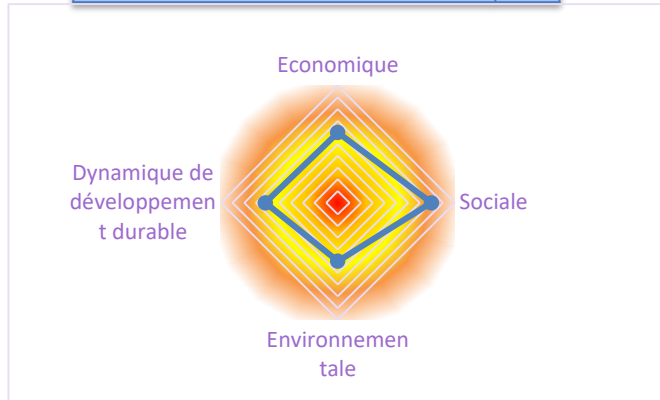 Economique
Dynamique de
développemen
t durable
Sociale
Environnemen
tale